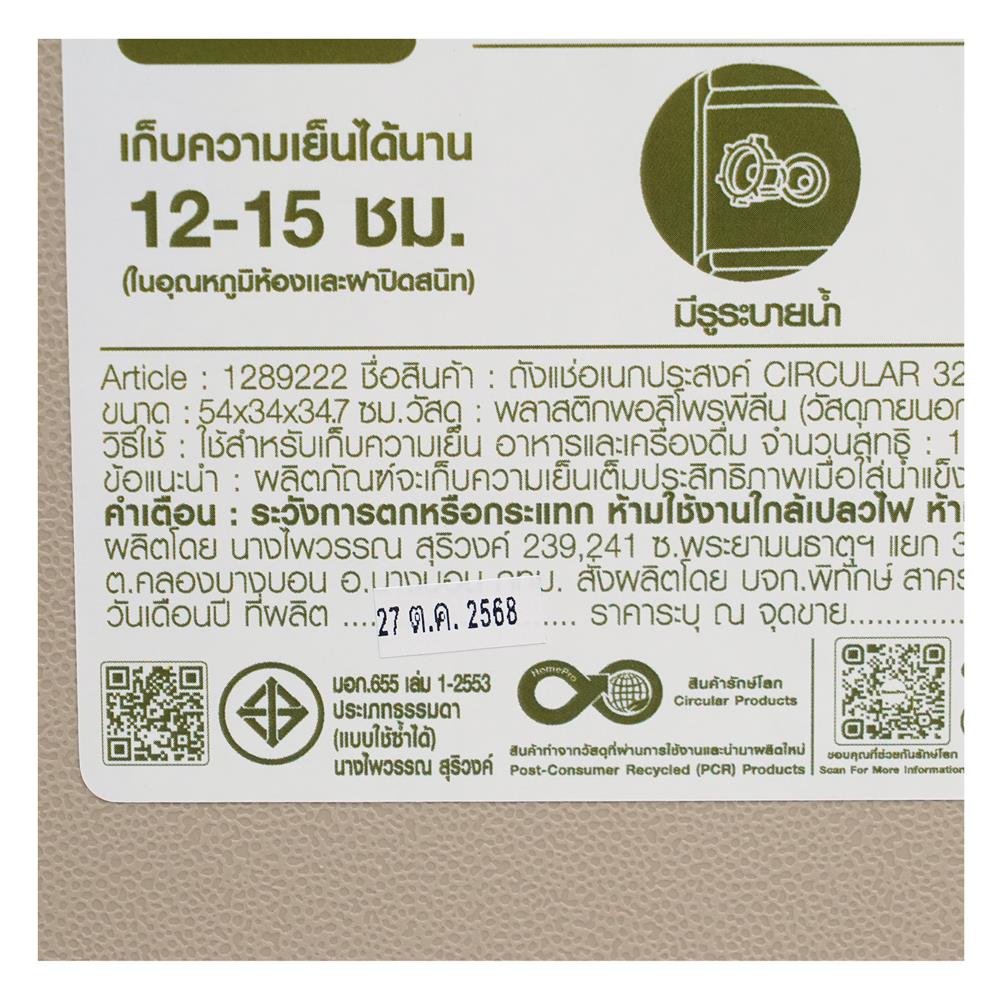 เก็บความเย็นได้นาน
12-15 ชม.
(ในอุณหภูมิห้องและฝาปิดสนิท)
มีรูระบายน้ำ
Article : 1289222 ชื่อสินค้า : ถังแช่อเนกประสงค์ CIRCULAR 32
ขนาด : 54x34x34.7 ซม.วัสดุ : พลาสติกพอลิโพรพีลีน (วัสดุภายนอก
วิธีใช้ : ใช้สำหรับเก็บความเย็น อาหารและเครื่องดื่ม จำนวนสุทธิ : 1
ข้อแนะนำ : ผลิตภัณฑ์จะเก็บความเย็นเต็มประสิทธิภาพเมื่อใส่น้ำแข็ง
คำเตือน : ระวังการตกหรือกระแทก ห้ามใช้งานใกล้เปลวไฟ ห้า
ผลิตโดย นางไพวรรณ สุริวงค์ 239,241 ซ.พระยามนธาตุฯ แยก 3
ต.คลองบางบอน อ.บางบอน กทม. สั่งผลิตโดย บจก.พิทักษ์ สาคร
วันเดือนปี ที่ผลิต .... 27 ต.ค. 2568 .... ราคาระบุ ณ จุดขาย..............
มอก.655 เล่ม 1-2553
ประเภทธรรมดา
(แบบใช้ซ้ำได้)
นางไพวรรณ สุริวงค์
HomePro
สินค้ารักษ์โลก
Circular Products
สินค้าทำจากวัสดุที่ผ่านการใช้งานและนำมาผลิตใหม่
Post-Consumer Recycled (PCR) Products
ขอบคุณที่ช่วยกันรักษ์โลก
Scan For More Information